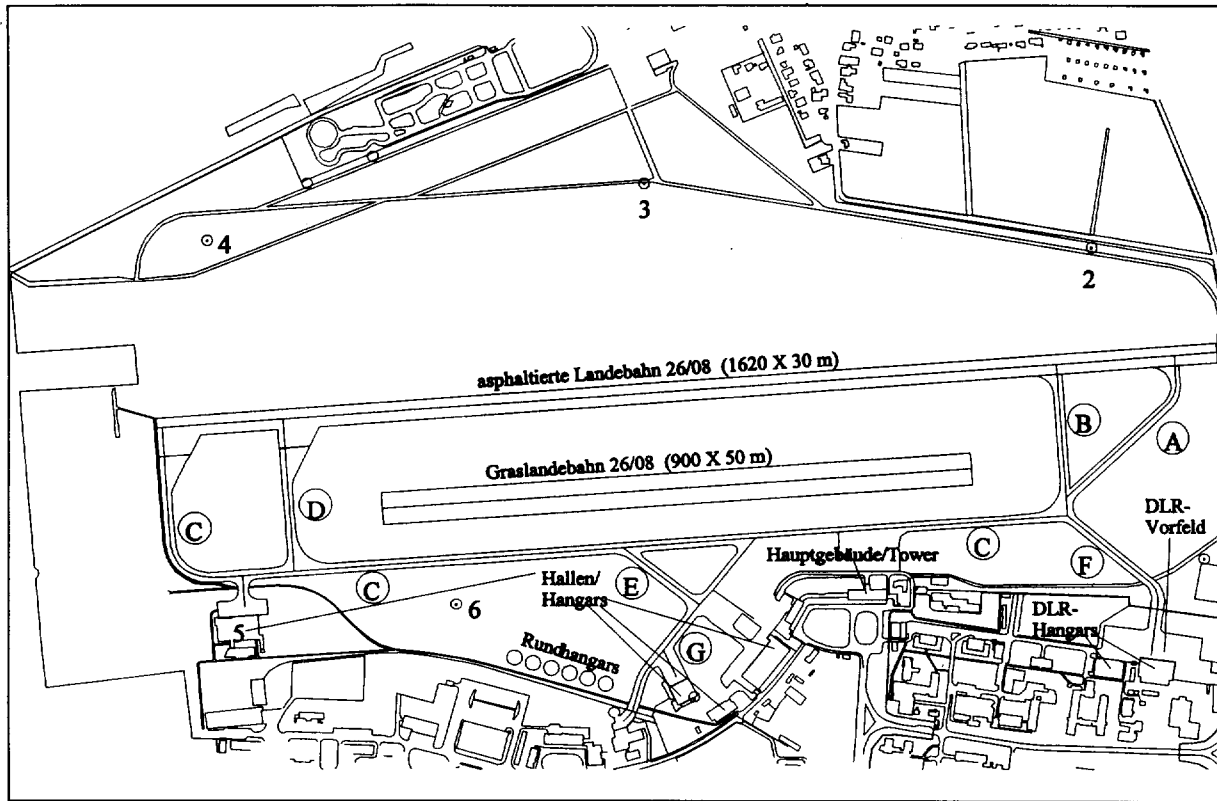 3
4
2
asphaltierte Landebahn 26/08 (1620 X 30 m)
B
A
Graslandebahn 26/08 (900 X 50 m)
D
C
DLR-
Vorfeld
Hauptgebäude/Tower
C
F
Hallen/
Hangars
E
C
6
5
DLR-
Hangars
Rundhangars
G